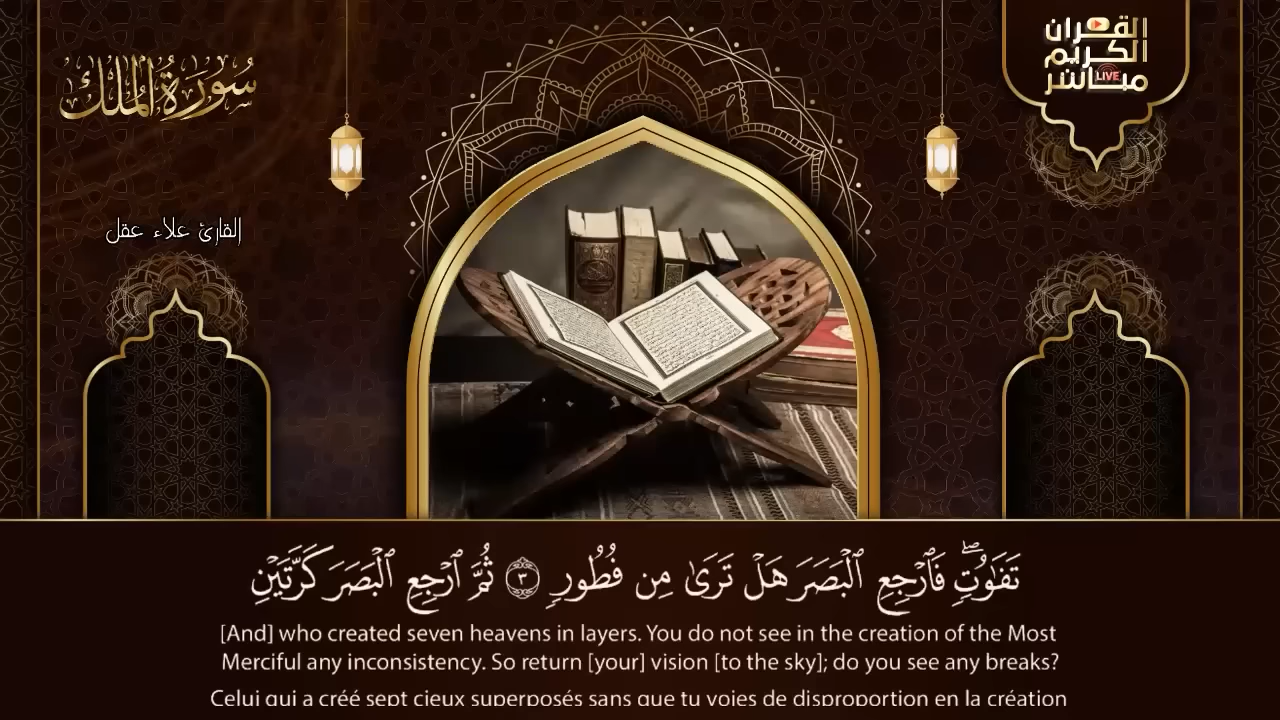 سُورَةُ المُلك
القرآن
الكريم
مباشر
LIVE
القارئ علاء عقل
تَفَٰوُتٍۖ فَٱرْجِعِ ٱلْبَصَرَ هَلْ تَرَىٰ مِن فُطُورٍ ٣ ثُمَّ ٱرْجِعِ ٱلْبَصَرَ كَرَّتَيْنِ
[And] who created seven heavens in layers. You do not see in the creation of the Most
Merciful any inconsistency. So return [your] vision [to the sky]; do you see any breaks?
Celui qui a créé sept cieux superposés sans que tu voies de disproportion en la création